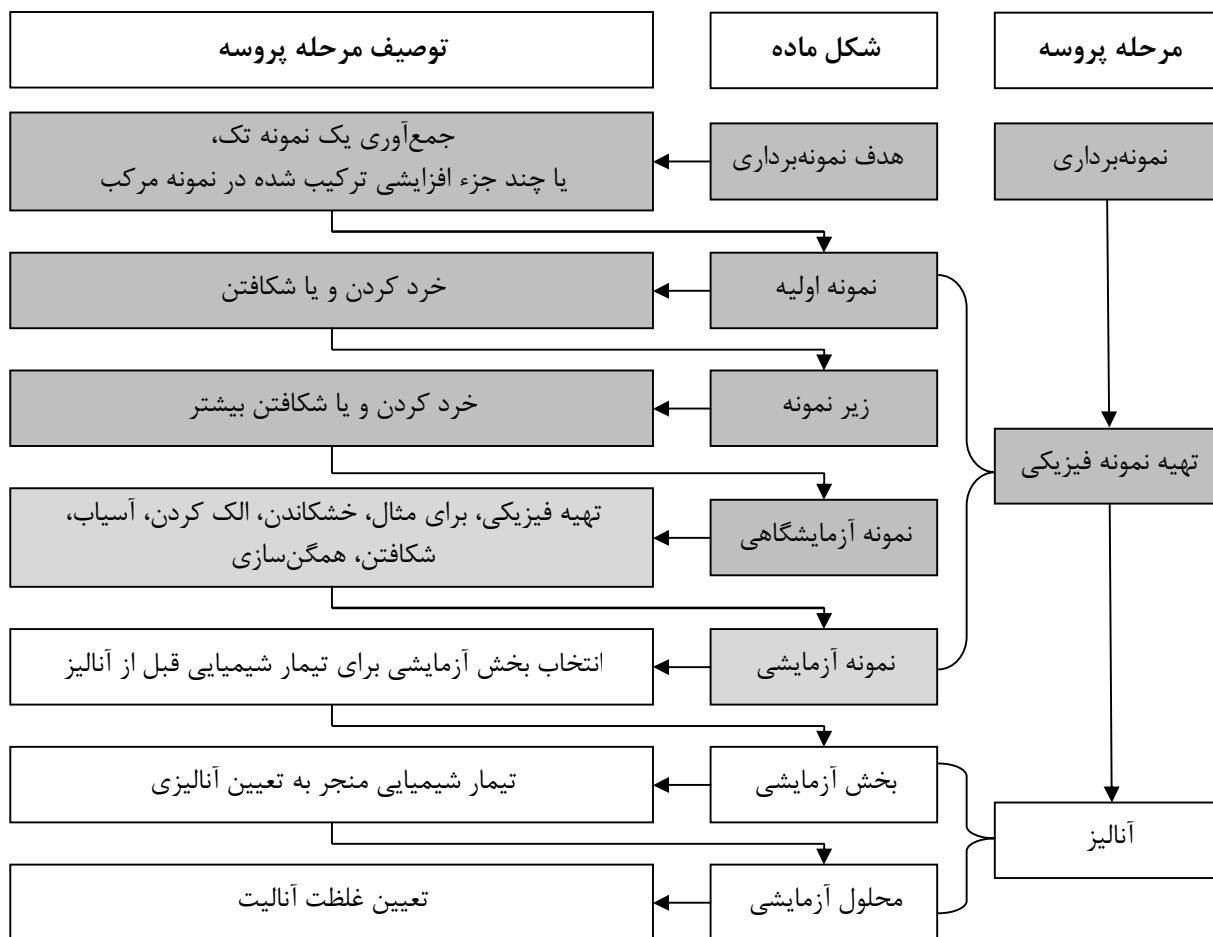 مرحله پروسه
شکل ماده
توصیف مرحله پروسه
نمونه‌برداری
هدف نمونه‌برداری
جمع‌آوری یک نمونه تک،
یا چند جزء افزایشی ترکیب شده در نمونه مرکب
نمونه اولیه
خرد کردن و یا شکافتن
زیر نمونه
خرد کردن و یا شکافتن بیشتر
تهیه نمونه فیزیکی
نمونه آزمایشگاهی
تهیه فیزیکی، برای مثال، خشکاندن، الک کردن، آسیاب،
شکافتن، همگن‌سازی
نمونه آزمایشی
انتخاب بخش آزمایشی برای تیمار شیمیایی قبل از آنالیز
بخش آزمایشی
تیمار شیمیایی منجر به تعیین آنالیزی
آنالیز
محلول آزمایشی
تعیین غلظت آنالیت